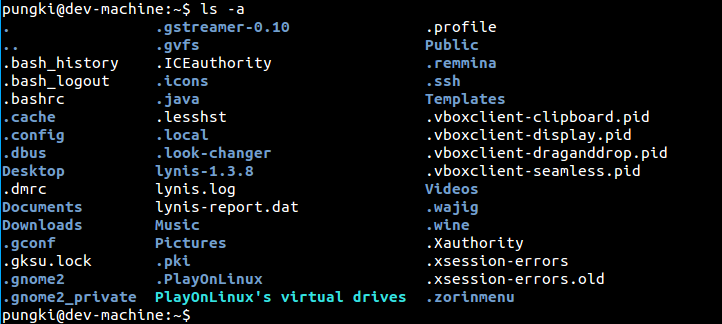 pungki@dev-machine:~$ ls -a
. .gstreamer-0.10 .profile
.. .gvfs Public
.bash_history .ICEauthority .remmina
.bash_logout .icons .ssh
.bashrc .java Templates
.cache .lesshst .vboxclient-clipboard.pid
.config .local .vboxclient-display.pid
.dbus .look-changer .vboxclient-draganddrop.pid
Desktop lynis-1.3.8 .vboxclient-seamless.pid
.dmrc lynis.log Videos
Documents lynis-report.dat .wajig
Downloads Music .wine
.gconf Pictures .Xauthority
.gksu.lock .pki .xsession-errors
.gnome2 .PlayOnLinux .xsession-errors.old
.gnome2_private PlayOnLinux's virtual drives .zorinmenu
pungki@dev-machine:~$